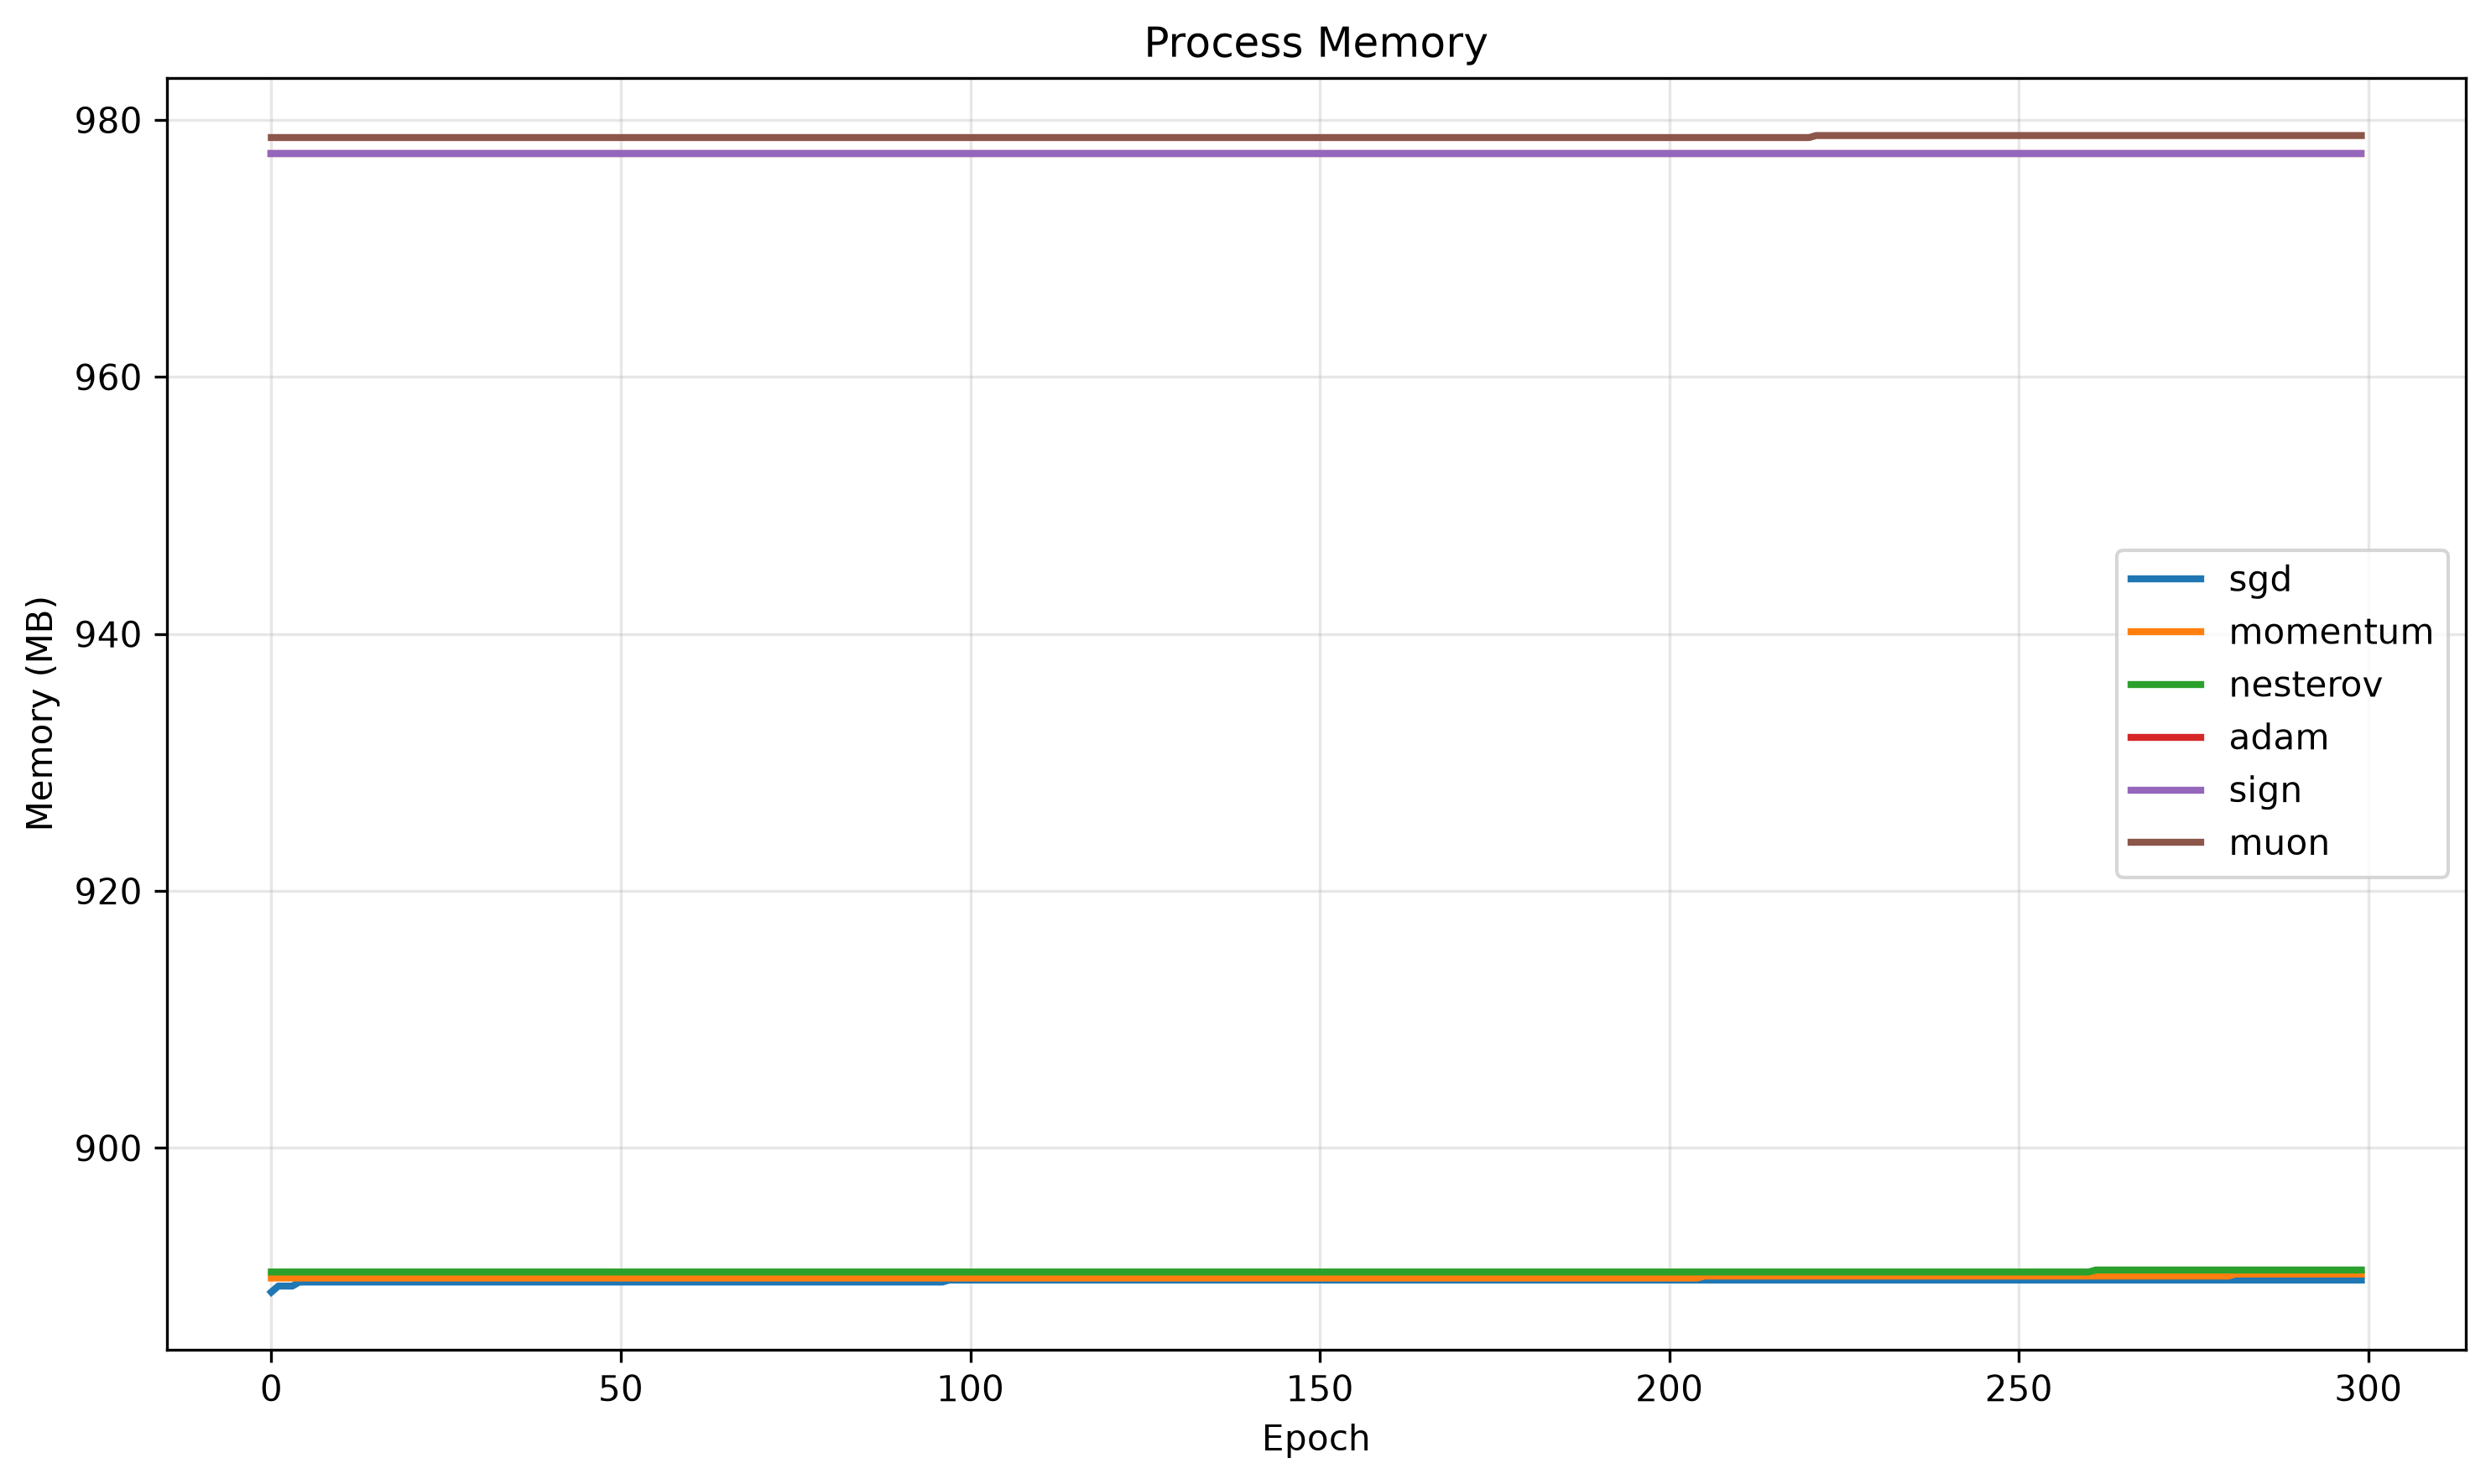 Process Memory
980
960
940
920
900
Memory (MB)
sgd
momentum
nesterov
adam
sign
muon
0 50 100 150 200 250 300
Epoch